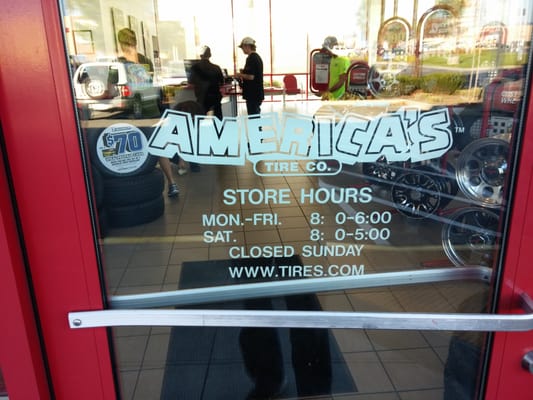 $70
AMERICA'S™
TIRE CO.
STORE HOURS
MON.-FRI. 8: 0-6:00
SAT. 8: 0-5:00
CLOSED SUNDAY
WWW.TIRES.COM